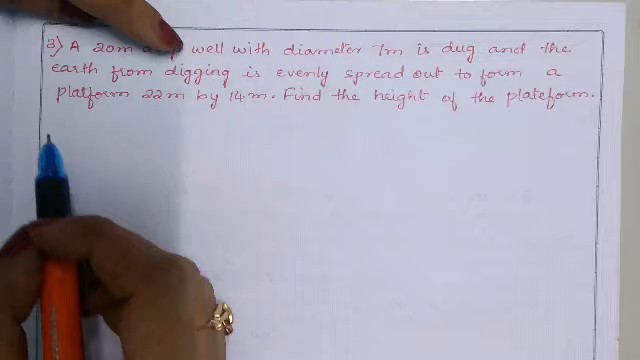 3) A 20m well with diameter 7m is dug and the
earth from digging is evenly spread out to form a
platform 22m by 14m. Find the height of the plateform.